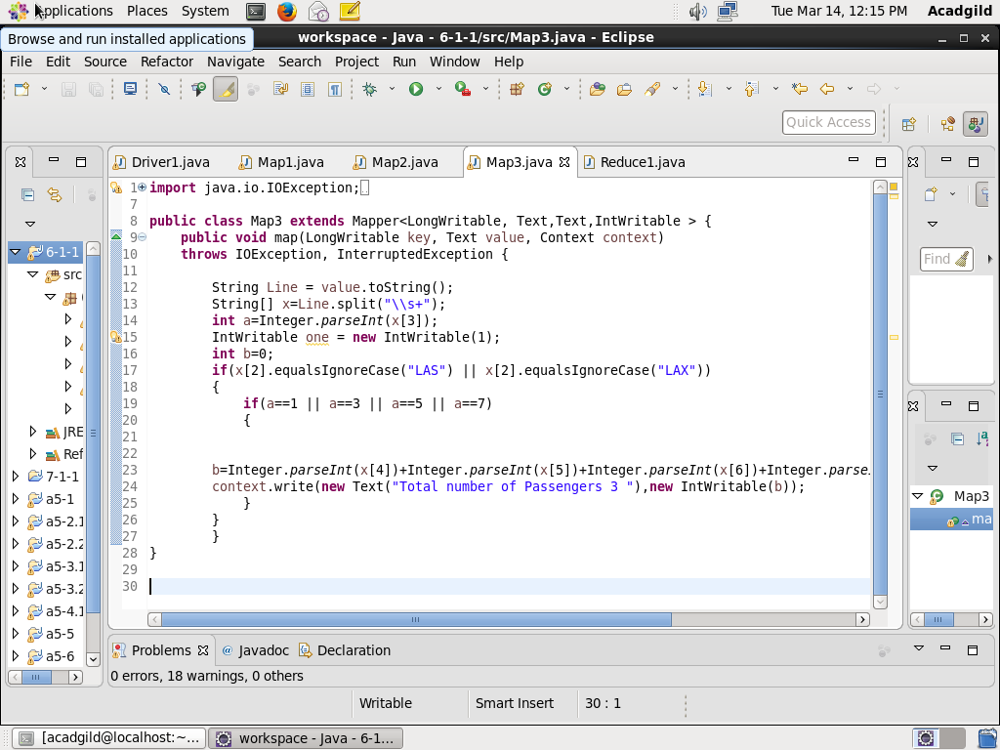 Applications Places System Tue Mar 14, 12:15 PM Acadgild
Browse and run installed applications
workspace - Java - 6-1-1/src/Map3.java - Eclipse
File Edit Source Refactor Navigate Search Project Run Window Help
Quick Access
Driver1.java Map1.java Map2.java Map3.java Reduce1.java
1 import java.io.IOException;
7
8 public class Map3 extends Mapper<LongWritable, Text,Text,IntWritable > {
9 public void map(LongWritable key, Text value, Context context)
10 throws IOException, InterruptedException {
11
12 String Line = value.toString();
13 String[] x=Line.split("\\s+");
14 int a=Integer.parseInt(x[3]);
15 IntWritable one = new IntWritable(1);
16 int b=0;
17 if(x[2].equalsIgnoreCase("LAS") || x[2].equalsIgnoreCase("LAX"))
18 {
19 if(a==1 || a==3 || a==5 || a==7)
20 {
21
22
23 b=Integer.parseInt(x[4])+Integer.parseInt(x[5])+Integer.parseInt(x[6])+Integer.parse
24 context.write(new Text("Total number of Passengers 3 "),new IntWritable(b));
25 }
26 }
27 }
28 }
29
30
6-1-1
src
JRE
Ref
7-1-1
a5-1
a5-2.1
a5-2.2
a5-3.1
a5-3.2
a5-4.1
a5-5
a5-6
Find
Map3
ma
Problems Javadoc Declaration
0 errors, 18 warnings, 0 others
Writable Smart Insert 30 : 1
[acadgild@localhost:~... workspace - Java - 6-1...